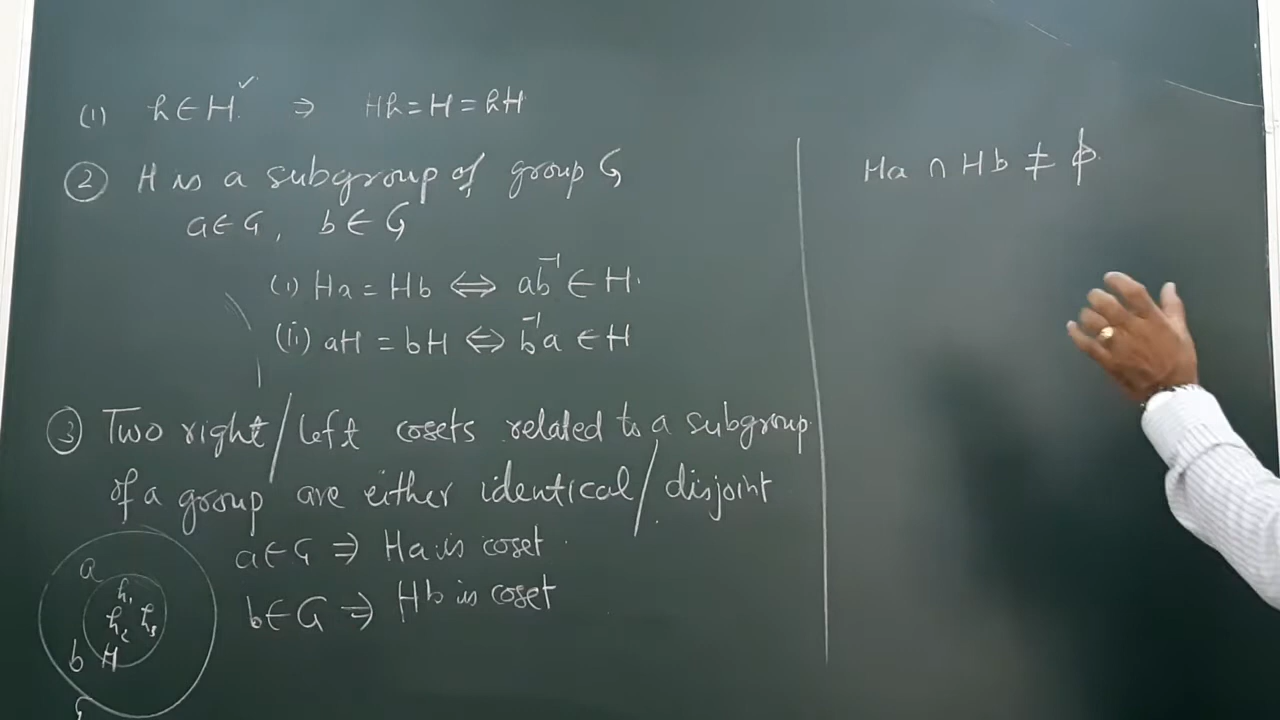 (1) h ∈ H ✓ ⇒ Hh = H = hH
(2) H is a subgroup of group G
a ∈ G, b ∈ G
(i) Ha = Hb ⇔ ab⁻¹ ∈ H.
(ii) aH = bH ⇔ b⁻¹a ∈ H
(3) Two right/left cosets related to a subgroup
of a group are either identical/disjoint
a ∈ G ⇒ Ha is coset
b ∈ G ⇒ Hb is coset
a
h₁
h₂ h₃
b H
G
Ha ∩ Hb ≠ ϕ.